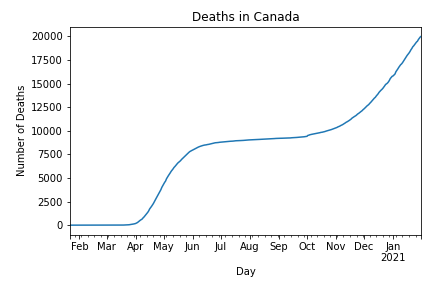 Deaths in Canada
Number of Deaths
20000
17500
15000
12500
10000
7500
5000
2500
0
Feb Mar Apr May Jun Jul Aug Sep Oct Nov Dec Jan
2021
Day